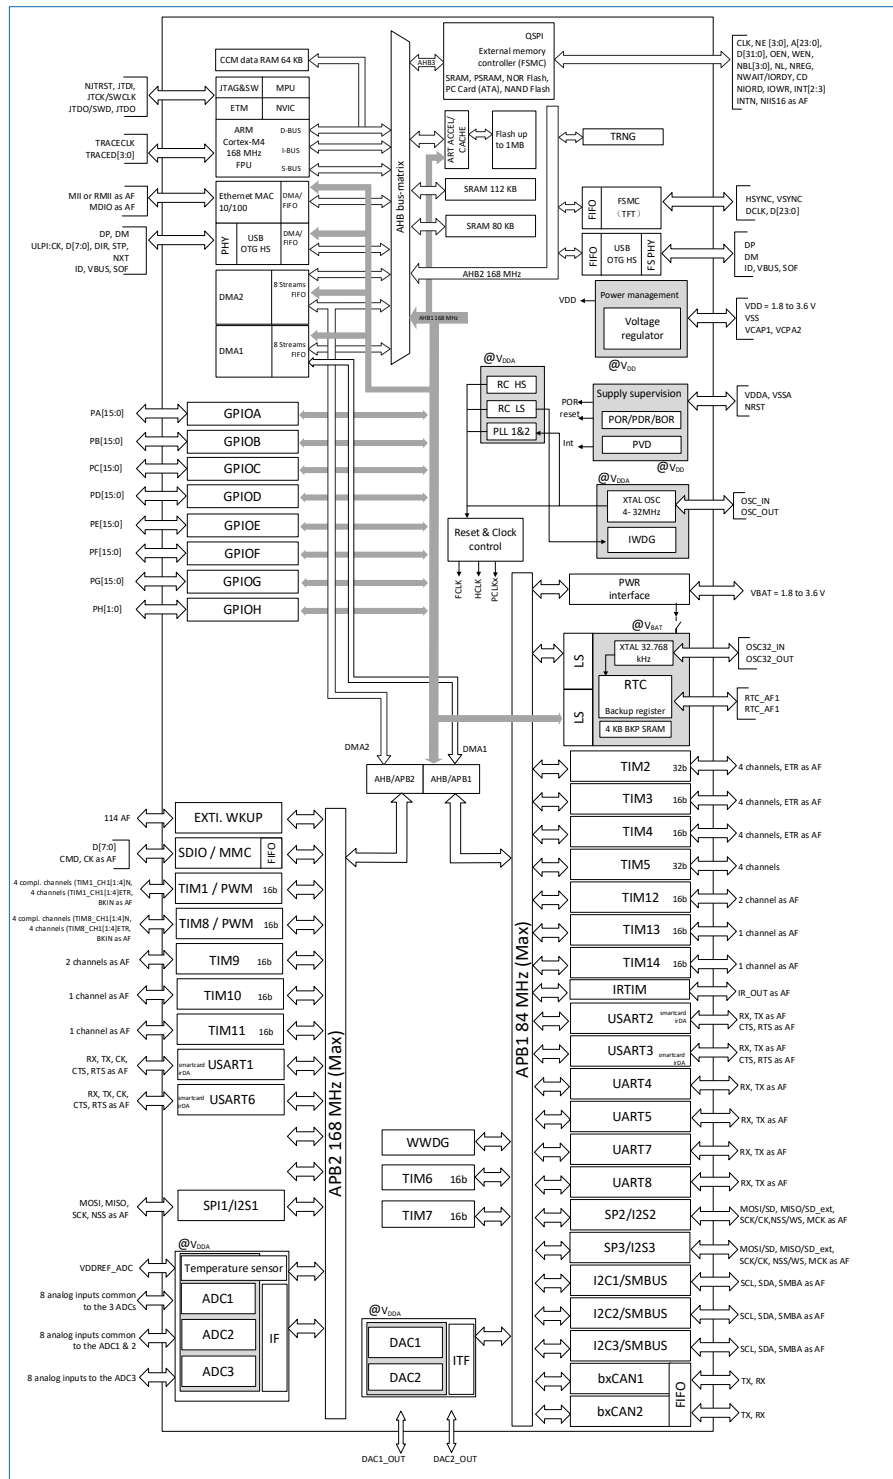 QSPI
External memory
controller (FSMC)
SRAM, PSRAM, NOR Flash,
PC Card (ATA), NAND Flash
CLK, NE [3:0], A[23:0],
D[31:0], OEN, WEN,
NBL[3:0], NL, NREG,
NWAIT/IORDY, CD
NIORD, IOWR, INT[2:3]
INTN, NIIS16 as AF
CCM data RAM 64 KB
AHB3
AHB bus-matrix
NJTRST, JTDI,
JTCK/SWCLK
JTDO/SWD, JTDO
JTAG&SW
MPU
ETM
NVIC
TRACECLK
TRACED[3:0]
ARM
Cortex-M4
168 MHz
FPU
D-BUS
I-BUS
S-BUS
ART ACCEL/
CACHE
Flash up
to 1MB
TRNG
MII or RMII as AF
MDIO as AF
Ethernet MAC
10/100
DMA/
FIFO
SRAM 112 KB
SRAM 80 KB
FIFO
FSMC
(TFT)
HSYNC, VSYNC
DCLK, D[23:0]
DP, DM
ULPI:CK, D[7:0], DIR, STP,
NXT
ID, VBUS, SOF
PHY
USB
OTG HS
DMA/
FIFO
FIFO
USB
OTG HS
FS PHY
DP
DM
ID, VBUS, SOF
AHB2 168 MHz
DMA2
8 Streams
FIFO
DMA1
8 Streams
FIFO
AHB1 168 MHz
VDD
Power management
Voltage
regulator
@VDD
VDD = 1.8 to 3.6 V
VSS
VCAP1, VCPA2
@VDDA
RC HS
RC LS
PLL 1&2
POR
reset
Int
Supply supervision
POR/PDR/BOR
PVD
@VDD
VDDA, VSSA
NRST
@VDDA
XTAL OSC
4- 32MHz
IWDG
OSC_IN
OSC_OUT
PA[15:0]
GPIOA
PB[15:0]
GPIOB
PC[15:0]
GPIOC
PD[15:0]
GPIOD
PE[15:0]
GPIOE
PF[15:0]
GPIOF
PG[15:0]
GPIOG
PH[1:0]
GPIOH
Reset & Clock
control
FCLK
HCLK
PCLKx
PWR
interface
VBAT = 1.8 to 3.6 V
@VBAT
LS
XTAL 32.768
kHz
OSC32_IN
OSC32_OUT
LS
RTC
Backup register
4 KB BKP SRAM
RTC_AF1
RTC_AF1
DMA2
DMA1
AHB/APB2
AHB/APB1
APB2 168 MHz (Max)
APB1 84 MHz (Max)
114 AF
EXTI. WKUP
D[7:0]
CMD, CK as AF
SDIO / MMC
FIFO
4 compl. channels (TIM1_CH1[1:4]N,
4 channels (TIM1_CH1[1:4]ETR,
BKIN as AF
TIM1 / PWM 16b
4 compl. channels (TIM8_CH1[1:4]N,
4 channels (TIM8_CH1[1:4]ETR,
BKIN as AF
TIM8 / PWM 16b
2 channels as AF
TIM9 16b
1 channel as AF
TIM10 16b
1 channel as AF
TIM11 16b
RX, TX, CK,
CTS, RTS as AF
smartcard
irDA
USART1
RX, TX, CK,
CTS, RTS as AF
smartcard
irDA
USART6
MOSI, MISO,
SCK, NSS as AF
SPI1/I2S1
@VDDA
VDDREF_ADC
Temperature sensor
8 analog inputs common
to the 3 ADCs
ADC1
8 analog inputs common
to the ADC1 & 2
ADC2
8 analog inputs to the ADC3
ADC3
IF
WWDG
TIM6 16b
TIM7 16b
@VDDA
DAC1
DAC2
ITF
DAC1_OUT
DAC2_OUT
TIM2 32b
4 channels, ETR as AF
TIM3 16b
4 channels, ETR as AF
TIM4 16b
4 channels, ETR as AF
TIM5 32b
4 channels
TIM12 16b
2 channel as AF
TIM13 16b
1 channel as AF
TIM14 16b
1 channel as AF
IRTIM
IR_OUT as AF
USART2
smartcard
irDA
RX, TX as AF
CTS, RTS as AF
USART3
smartcard
irDA
RX, TX as AF
CTS, RTS as AF
UART4
RX, TX as AF
UART5
RX, TX as AF
UART7
RX, TX as AF
UART8
RX, TX as AF
SP2/I2S2
MOSI/SD, MISO/SD_ext,
SCK/CK,NSS/WS, MCK as AF
SP3/I2S3
MOSI/SD, MISO/SD_ext,
SCK/CK, NSS/WS, MCK as AF
I2C1/SMBUS
SCL, SDA, SMBA as AF
I2C2/SMBUS
SCL, SDA, SMBA as AF
I2C3/SMBUS
SCL, SDA, SMBA as AF
bxCAN1
TX, RX
bxCAN2
FIFO
TX, RX